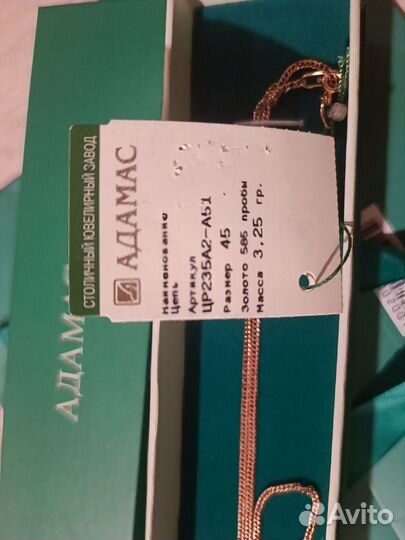 СТОЛИЧНЫЙ ЮВЕЛИРНЫЙ ЗАВОД
АДАМАС
Наименование
Цепь
Артикул
ЦР235А2-А51
Размер 45
Золото 585 пробы
Масса 3,25 гр.
АДАМАС
Avito